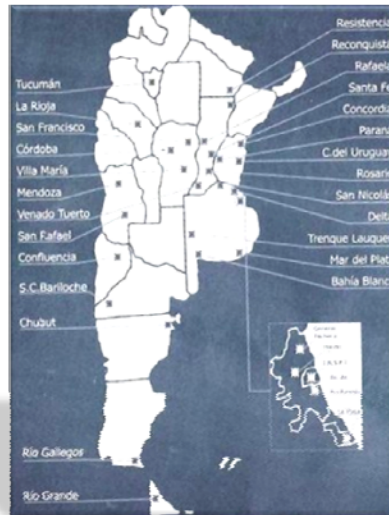 Tucumán
La Rioja
San Francisco
Córdoba
Villa María
Mendoza
Venado Tuerto
San Rafael
Confluencia
S.C.Bariloche
Chubut
Río Gallegos
Río Grande
Resistencia
Reconquista
Rafaela
Santa Fe
Concordia
Paraná
C.del Uruguay
Rosario
San Nicolás
Delta
Trenque Lauquen
Mar del Plata
Bahía Blanca
La Plata